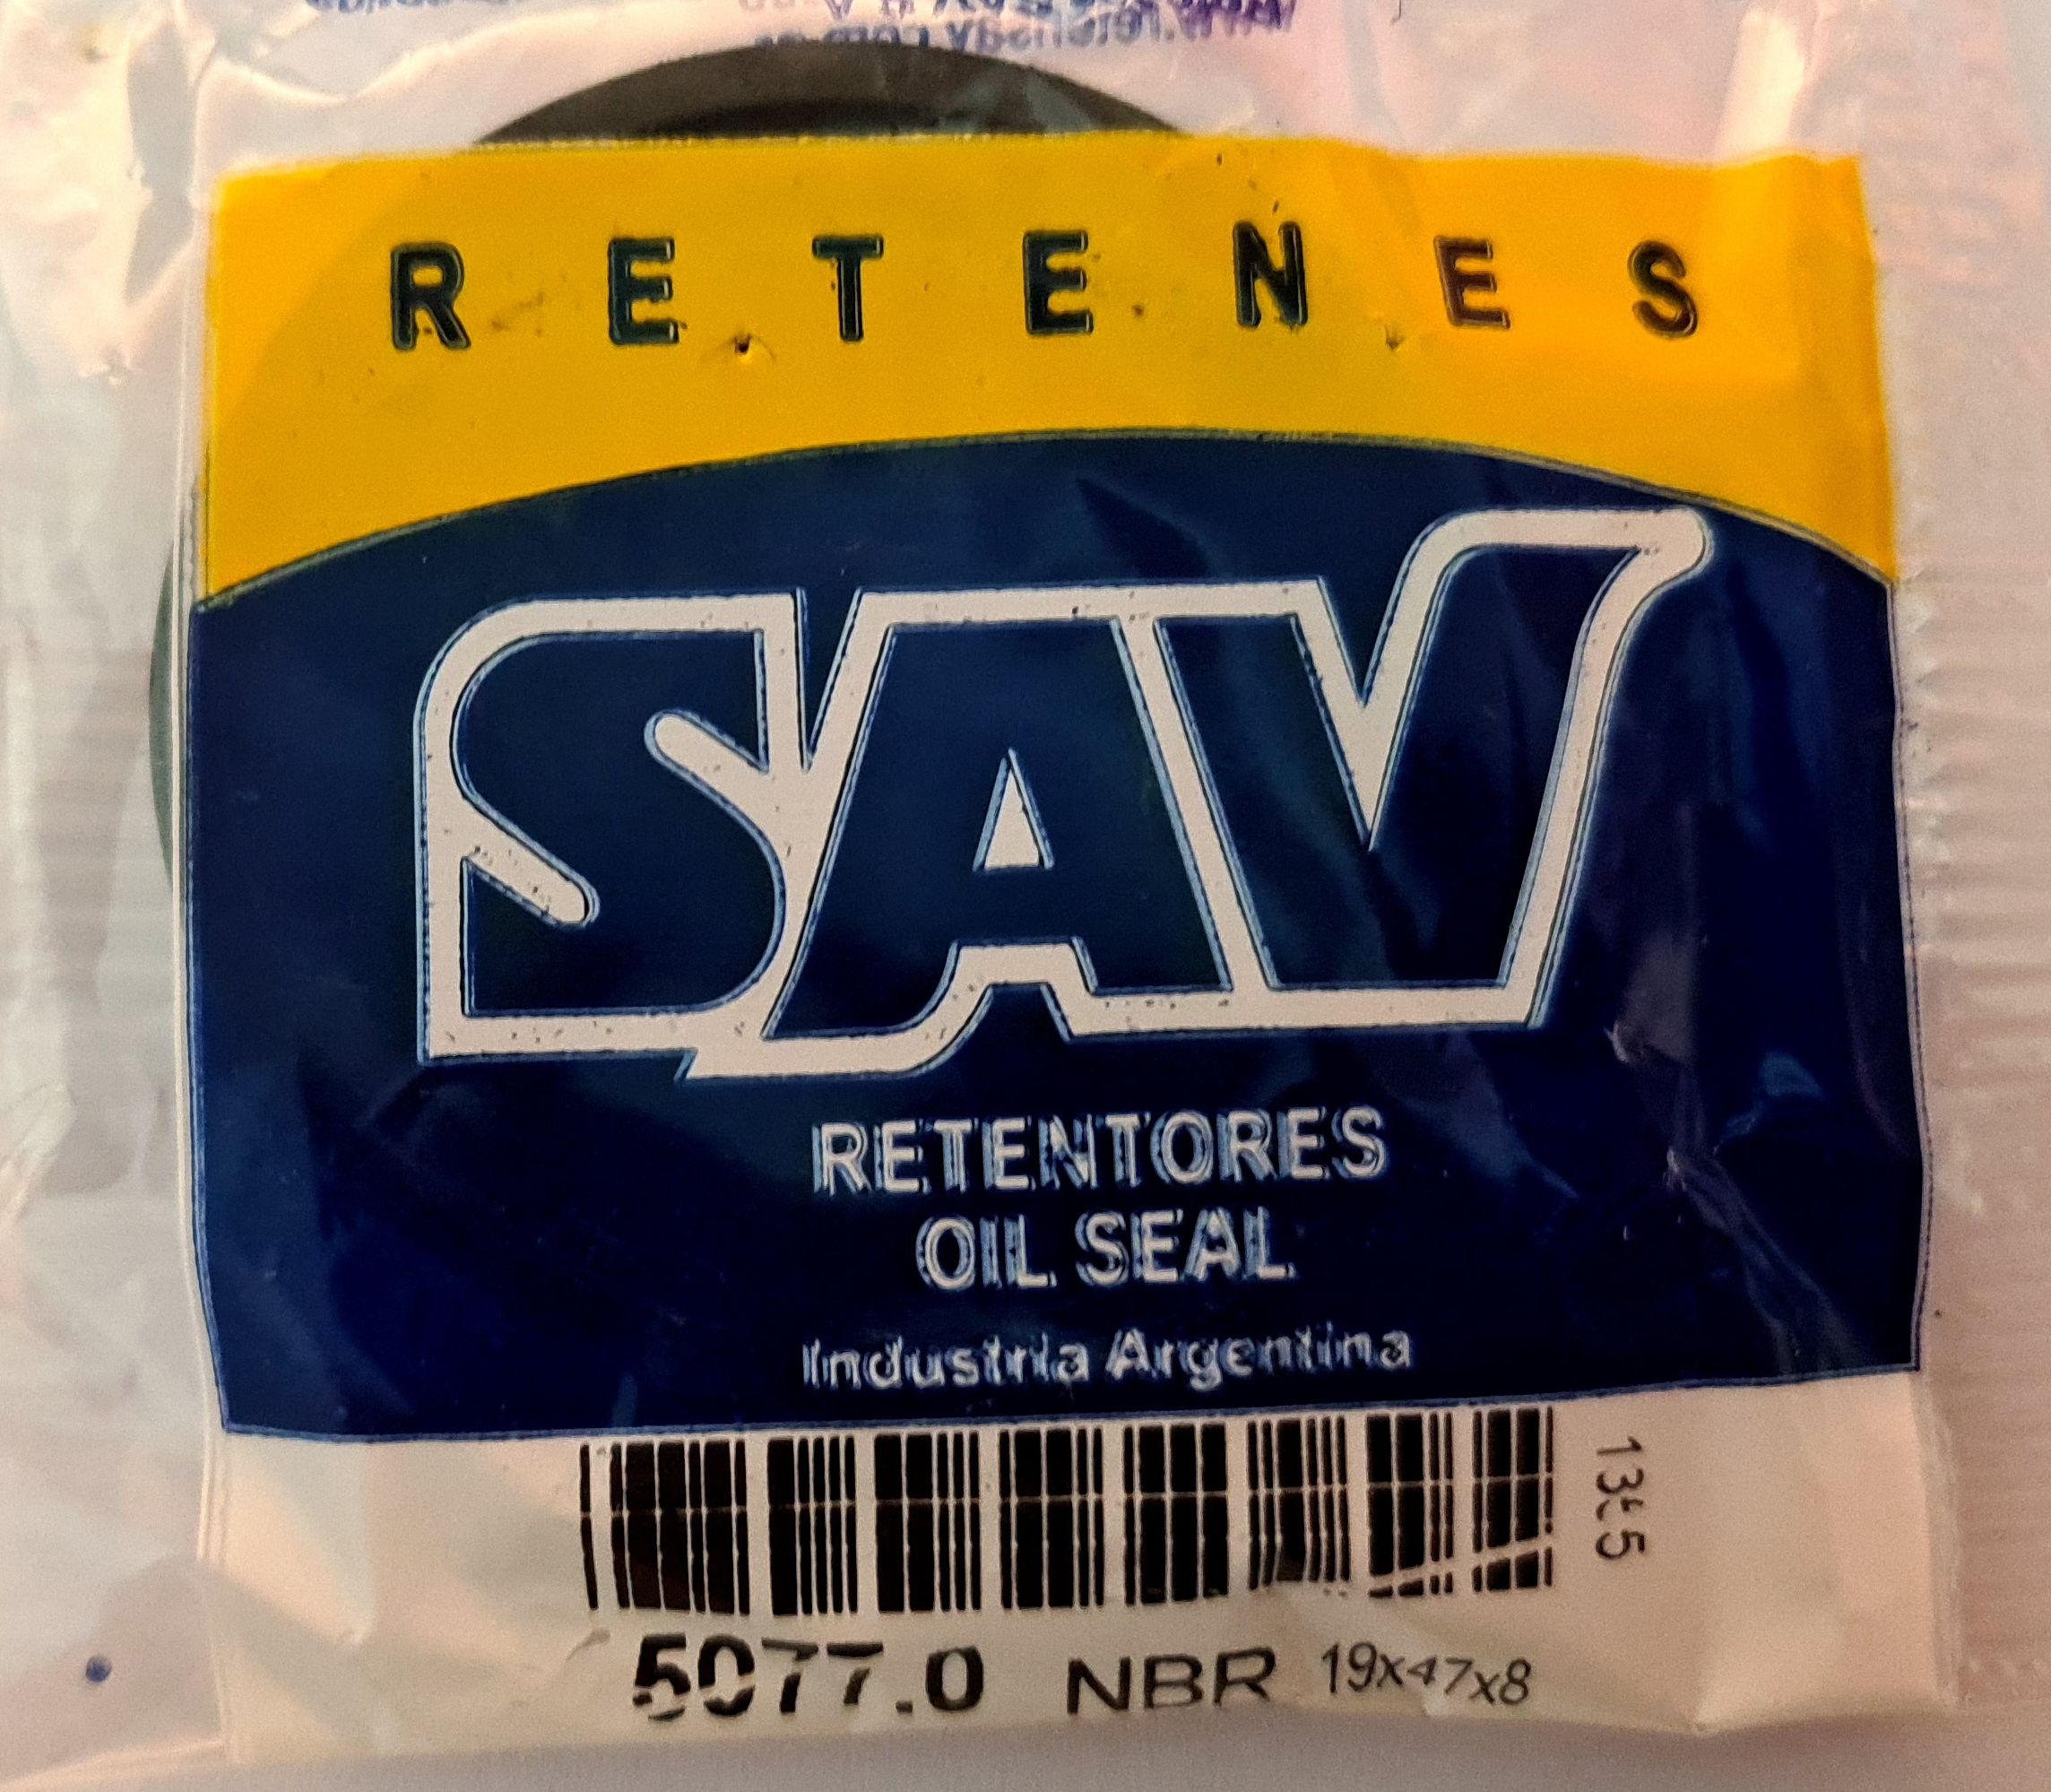 RETENES
SAV
RETENTORES
OIL SEAL
Industria Argentina
5077.0 NBR 19x47x8